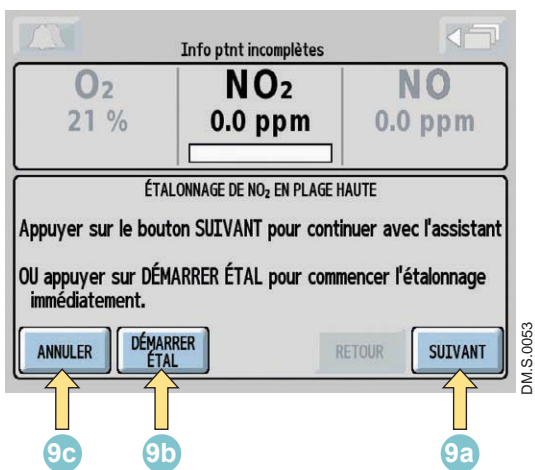 Info ptnt incomplètes
O2 NO2 NO
21 % 0.0 ppm 0.0 ppm
ÉTALONNAGE DE NO2 EN PLAGE HAUTE
Appuyer sur le bouton SUIVANT pour continuer avec l'assistant
OU appuyer sur DÉMARRER ÉTAL pour commencer l'étalonnage
immédiatement.
ANNULER
DÉMARRER
ÉTAL
RETOUR
SUIVANT
9c
9b
9a
DM.S.0053